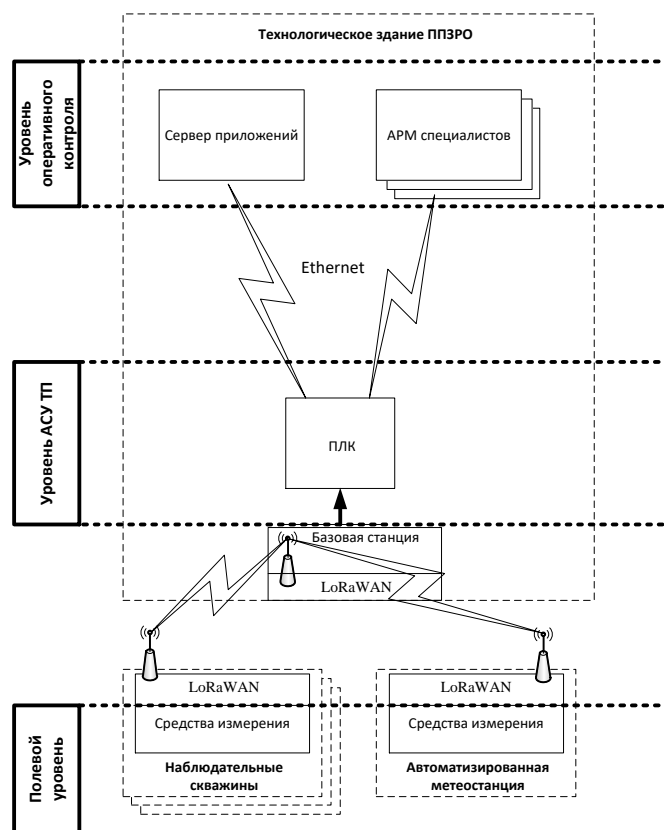 Технологическое здание ППЗРО
Уровень
оперативного
контроля
Сервер приложений
АРМ специалистов
Ethernet
Уровень АСУ ТП
ПЛК
Базовая станция
LoRaWAN
LoRaWAN
LoRaWAN
Средства измерения
Средства измерения
Полевой
уровень
Наблюдательные
скважины
Автоматизированная
метеостанция